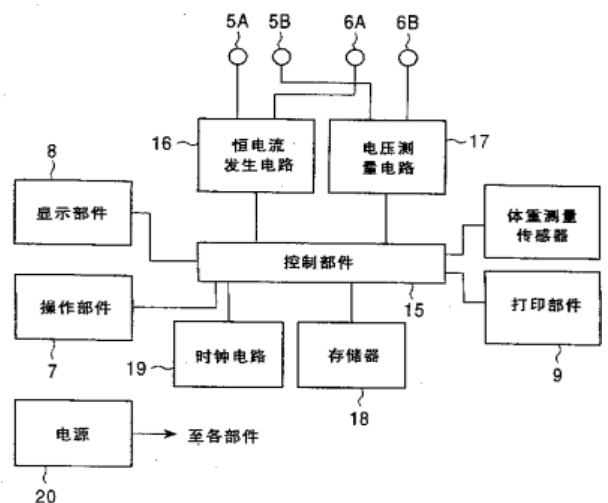 5A 5B 6A 6B
16
恒电流
发生电路
电压测
量电路
17
8
显示部件
体重测量
传感器
控制部件
15
操作部件
7
打印部件
9
时钟电路
19
存储器
18
电源
至各部件
20